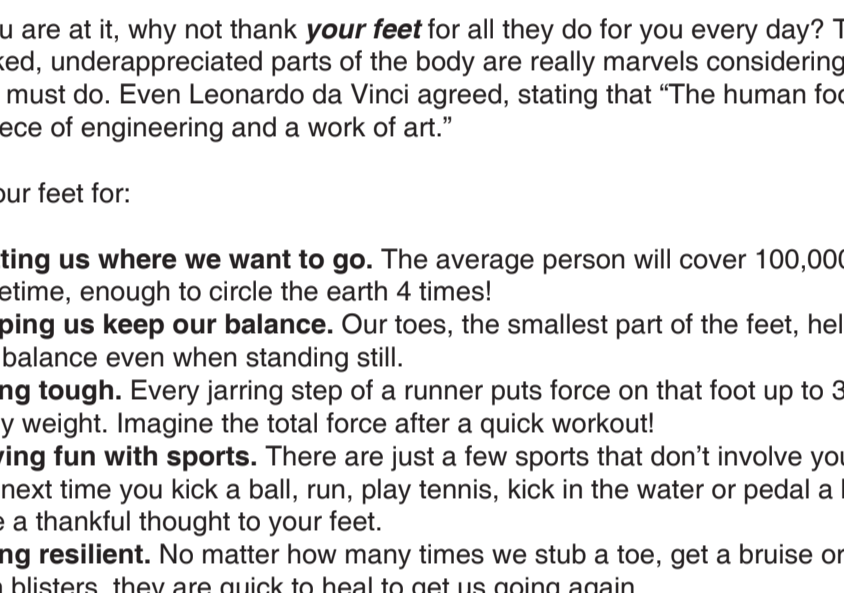 u are at it, why not thank your feet for all they do for you every day? T
ked, underappreciated parts of the body are really marvels considering
must do. Even Leonardo da Vinci agreed, stating that “The human foo
ece of engineering and a work of art.”
our feet for:
ting us where we want to go. The average person will cover 100,000
etime, enough to circle the earth 4 times!
ping us keep our balance. Our toes, the smallest part of the feet, hel
balance even when standing still.
ng tough. Every jarring step of a runner puts force on that foot up to 3
y weight. Imagine the total force after a quick workout!
ving fun with sports. There are just a few sports that don’t involve you
next time you kick a ball, run, play tennis, kick in the water or pedal a
e a thankful thought to your feet.
ng resilient. No matter how many times we stub a toe, get a bruise or
blisters, they are quick to heal to get us going again